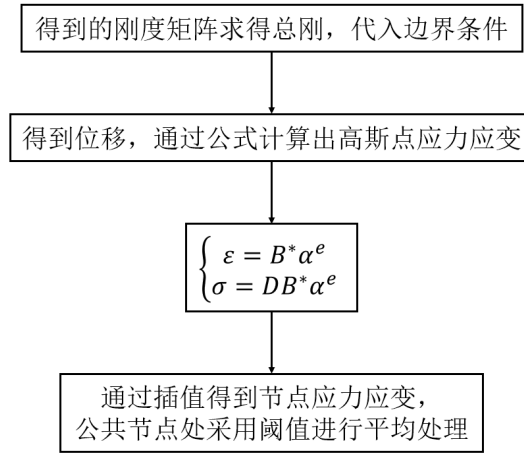 得到的刚度矩阵求得总刚，代入边界条件
得到位移，通过公式计算出高斯点应力应变
ε = B*αᵉ
σ = DB*αᵉ
通过插值得到节点应力应变，
公共节点处采用阈值进行平均处理